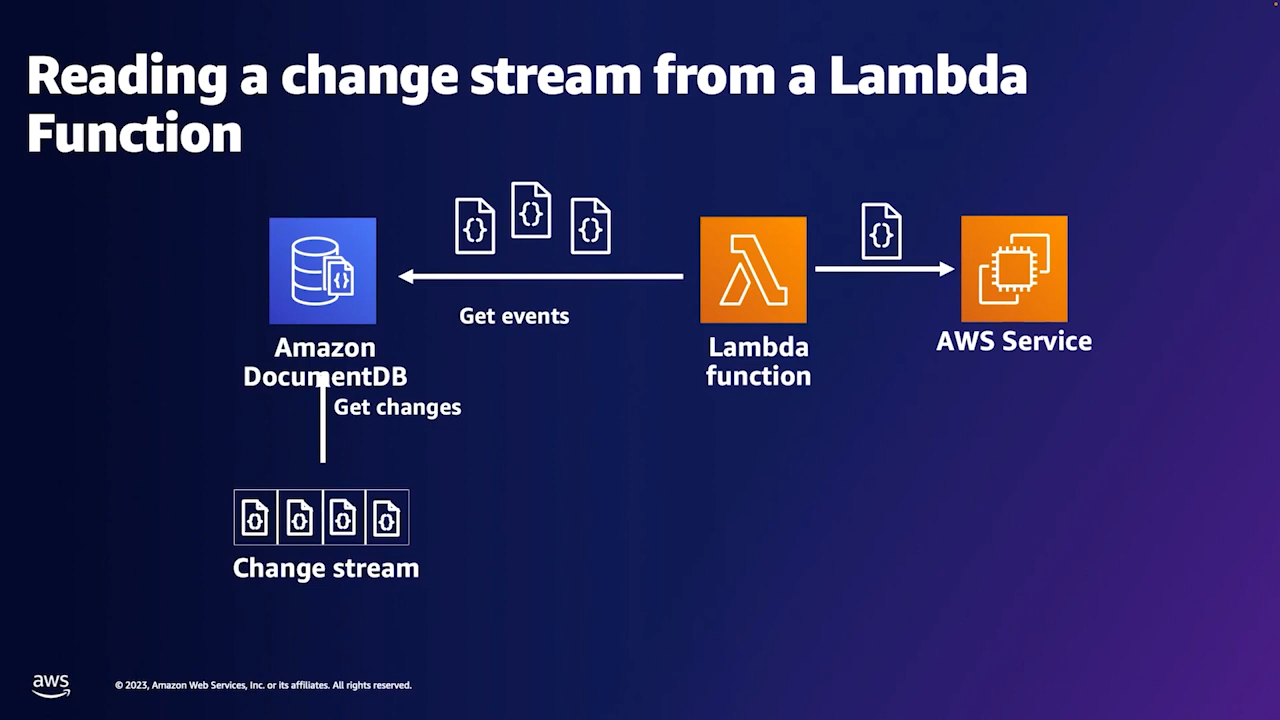 Reading a change stream from a Lambda
Function
{}
{}
{}
{}
Get events
Amazon
DocumentDB
Lambda
function
AWS Service
Get changes
{}
{}
{}
{}
Change stream
aws
© 2023, Amazon Web Services, Inc. or its affiliates. All rights reserved.